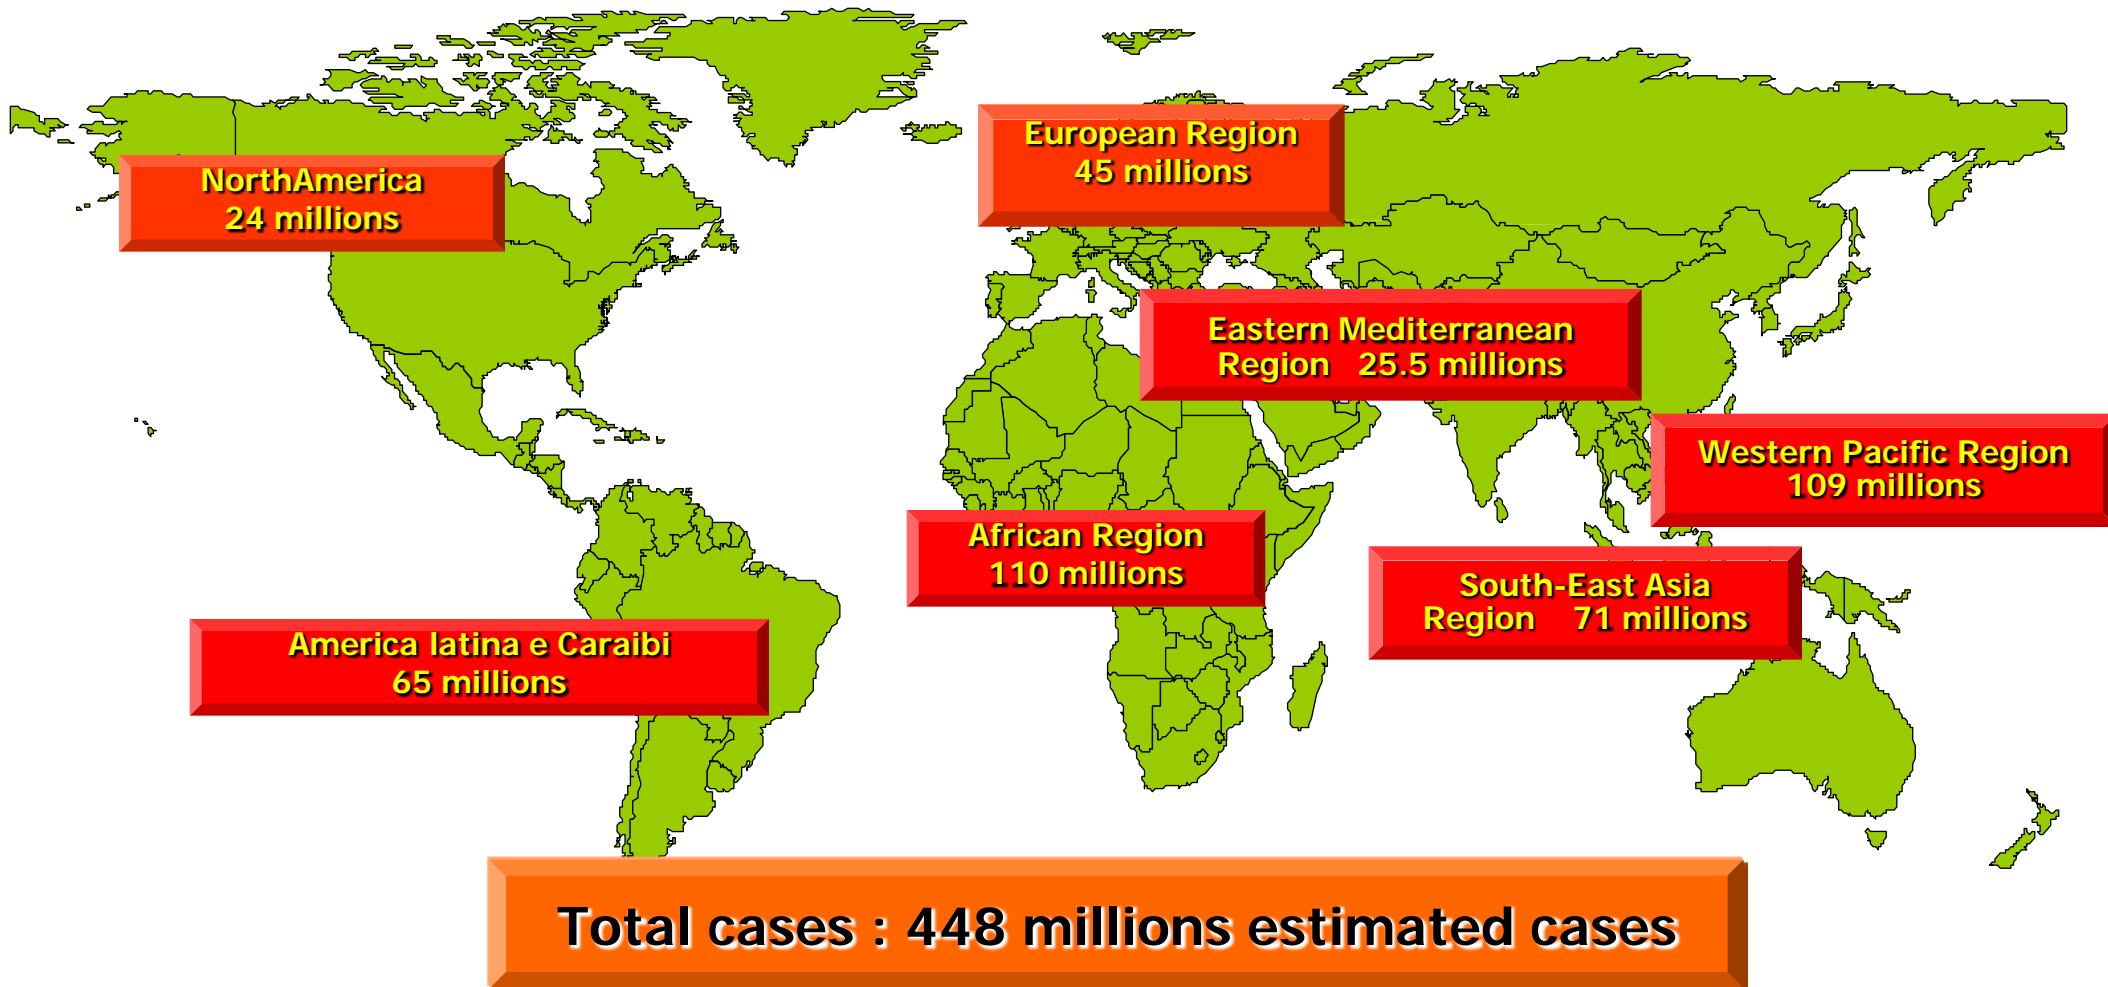 European Region
45 millions
NorthAmerica
24 millions
Eastern Mediterranean
Region 25.5 millions
Western Pacific Region
109 millions
African Region
110 millions
South-East Asia
Region 71 millions
America latina e Caraibi
65 millions
Total cases : 448 millions estimated cases